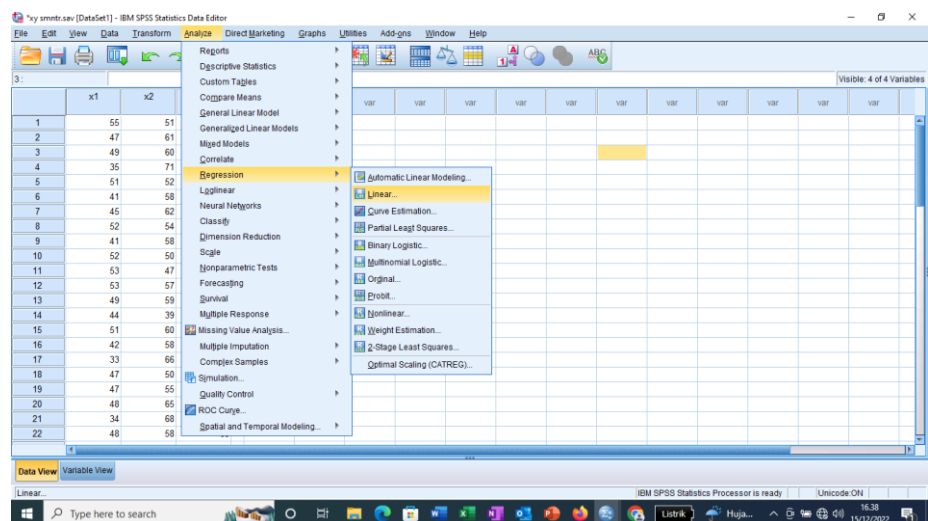 *xy smntr.sav [DataSet1] - IBM SPSS Statistics Data Editor
File Edit View Data Transform Analyze Direct Marketing Graphs Utilities Add-ons Window Help
3 :
Visible: 4 of 4 Variables
Reports
Descriptive Statistics
Custom Tables
Compare Means
General Linear Model
Generalized Linear Models
Mixed Models
Correlate
Regression
Loglinear
Neural Networks
Classify
Dimension Reduction
Scale
Nonparametric Tests
Forecasting
Survival
Multiple Response
Missing Value Analysis...
Multiple Imputation
Complex Samples
Simulation...
Quality Control
ROC Curve...
Spatial and Temporal Modeling...
Automatic Linear Modeling...
Linear...
Curve Estimation...
Partial Least Squares...
Binary Logistic...
Multinomial Logistic...
Ordinal...
Probit...
Nonlinear...
Weight Estimation...
2-Stage Least Squares...
Optimal Scaling (CATREG)...
x1 x2 var var var var var var var var var var var
1 55 51
2 47 61
3 49 60
4 35 71
5 51 52
6 41 58
7 45 62
8 52 54
9 41 58
10 52 50
11 53 47
12 53 57
13 49 59
14 44 39
15 51 60
16 42 58
17 33 66
18 47 50
19 47 55
20 48 65
21 34 68
22 48 58
Data View Variable View
Linear...
IBM SPSS Statistics Processor is ready
Unicode:ON
Type here to search
Listrik
Huja...
16.38
15/12/2022